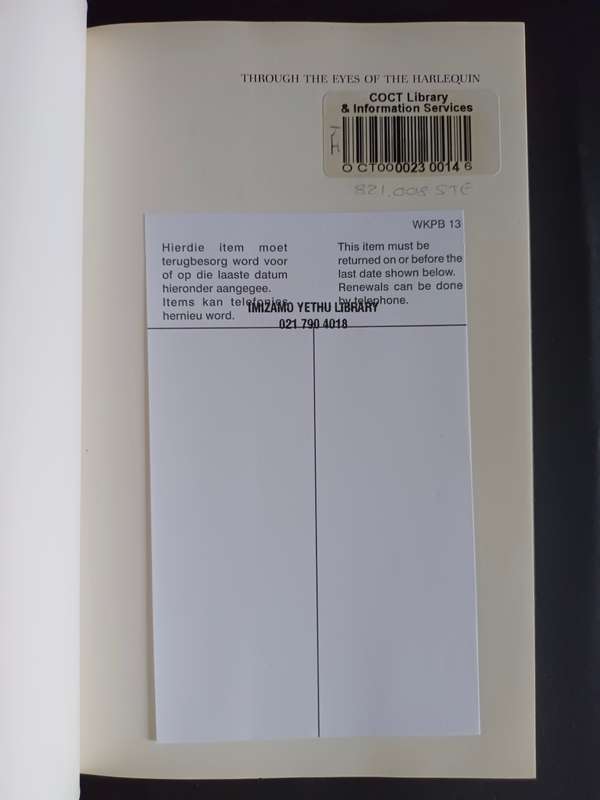 THROUGH THE EYES OF THE HARLEQUIN
COCT Library
& Information Services
OCT000023 0014 6
821.008 STE
WKPB 13
Hierdie item moet
terugbesorg word voor
of op die laaste datum
hieronder aangegee.
Items kan telefonies
hernieu word.
This item must be
returned on or before the
last date shown below.
Renewals can be done
by telephone.
IMIZAMO YETHU LIBRARY
021 790 4018